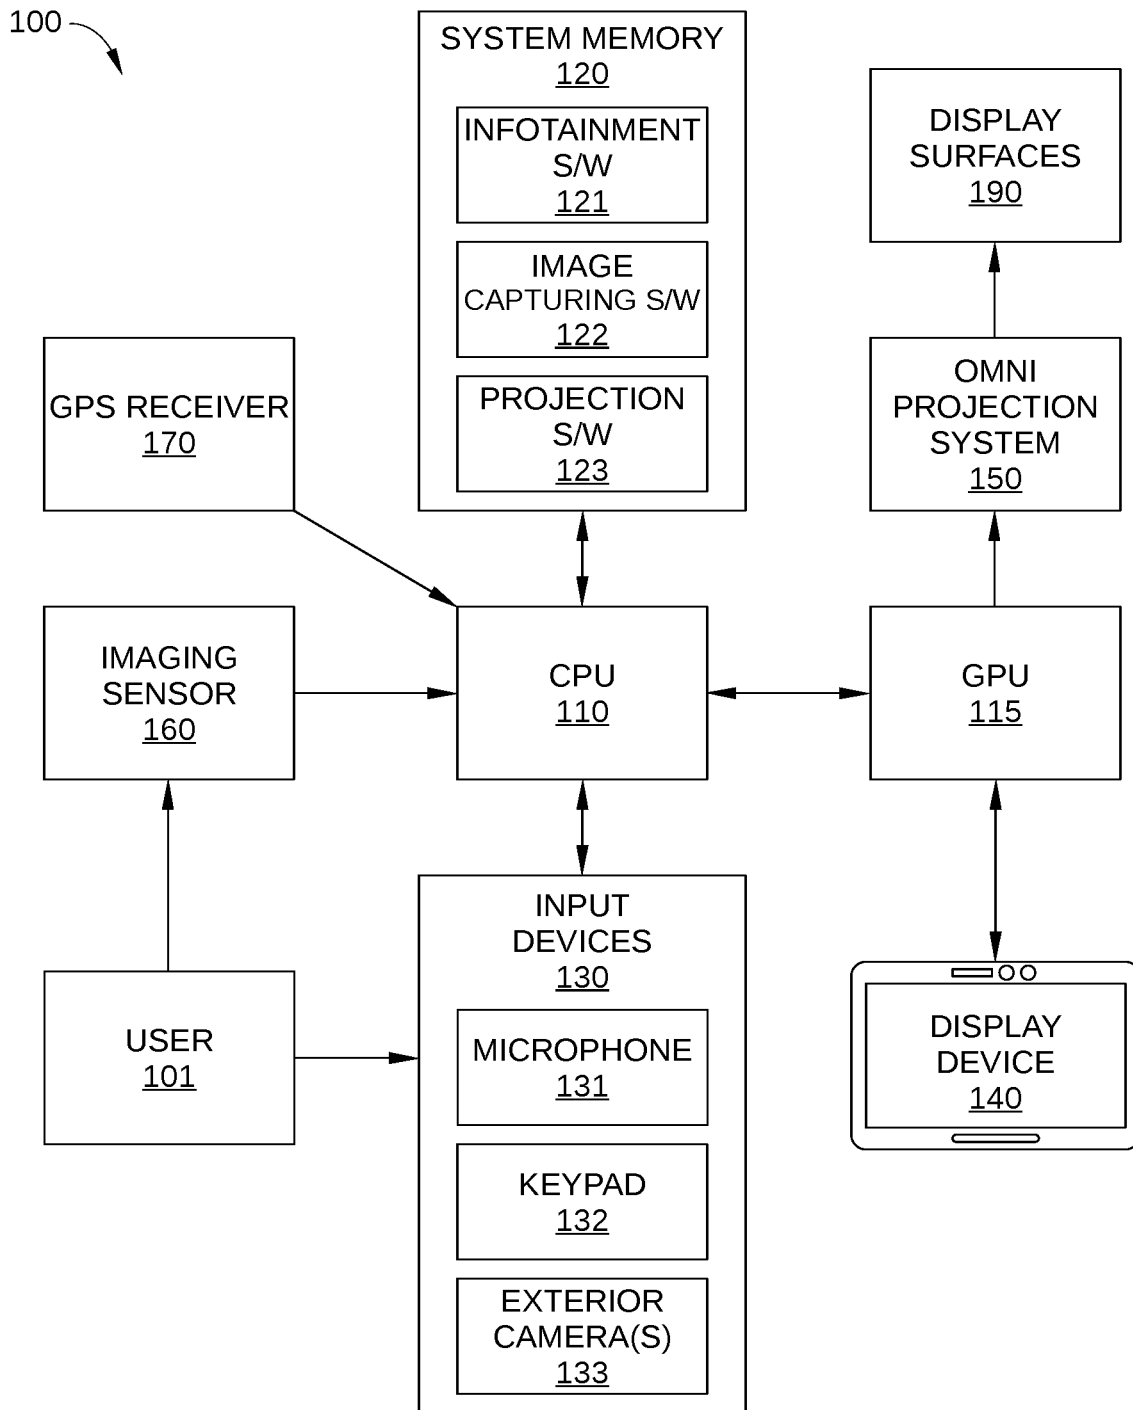 100
SYSTEM MEMORY
120
INFOTAINMENT
S/W
121
IMAGE
CAPTURING S/W
122
PROJECTION
S/W
123
DISPLAY
SURFACES
190
GPS RECEIVER
170
OMNI
PROJECTION
SYSTEM
150
IMAGING
SENSOR
160
CPU
110
GPU
115
USER
101
INPUT
DEVICES
130
MICROPHONE
131
KEYPAD
132
EXTERIOR
CAMERA(S)
133
DISPLAY
DEVICE
140